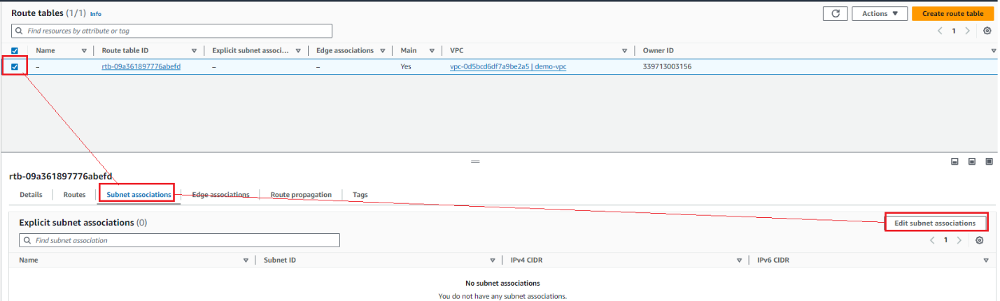 Route tables (1/1) Info
Actions
Create route table
Find resources by attribute or tag
1
Name Route table ID Explicit subnet associ... Edge associations Main VPC Owner ID
– rtb-09a361897776abefd – – Yes vpc-0d5bcd6df7a9be2a5 | demo-vpc 339713003156
rtb-09a361897776abefd
Details Routes Subnet associations Edge associations Route propagation Tags
Explicit subnet associations (0)
Edit subnet associations
Find subnet association
1
Name Subnet ID IPv4 CIDR IPv6 CIDR
No subnet associations
You do not have any subnet associations.